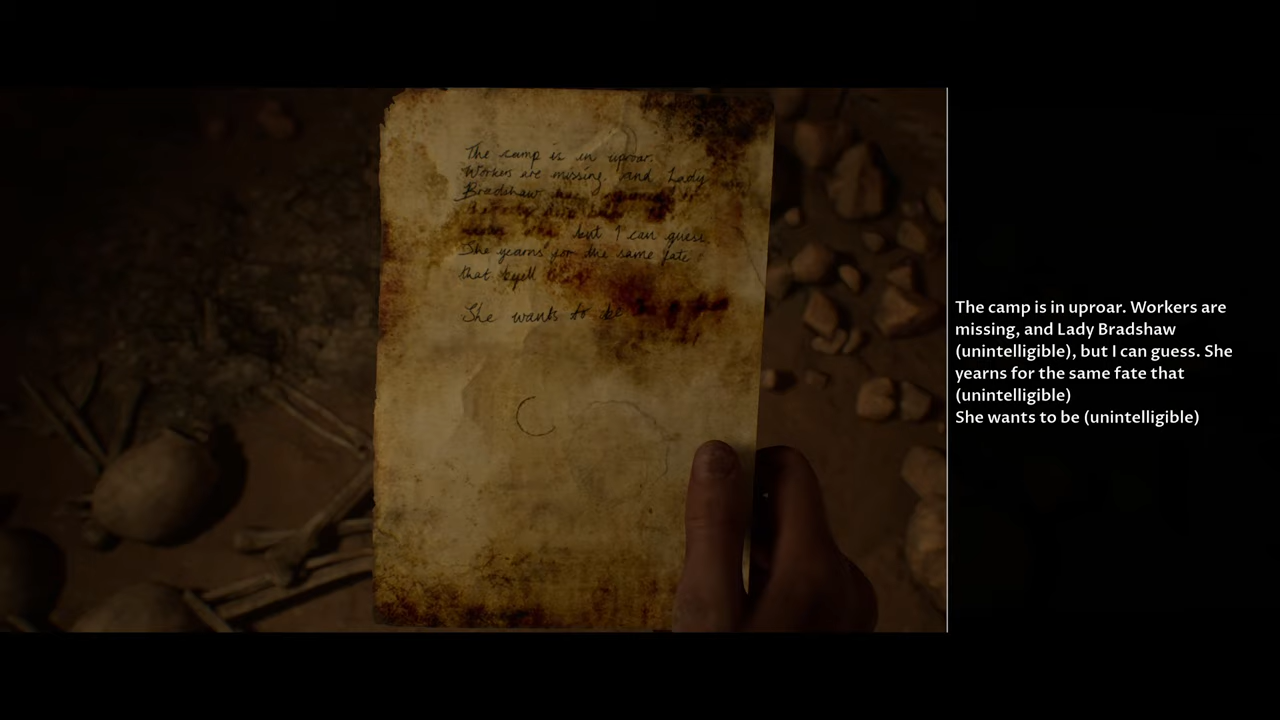 The camp is in uproar.
Workers are missing, and Lady
Bradshaw
but I can guess.
She yearns for the same fate
that
She wants to be
The camp is in uproar. Workers are
missing, and Lady Bradshaw
(unintelligible), but I can guess. She
yearns for the same fate that
(unintelligible)
She wants to be (unintelligible)